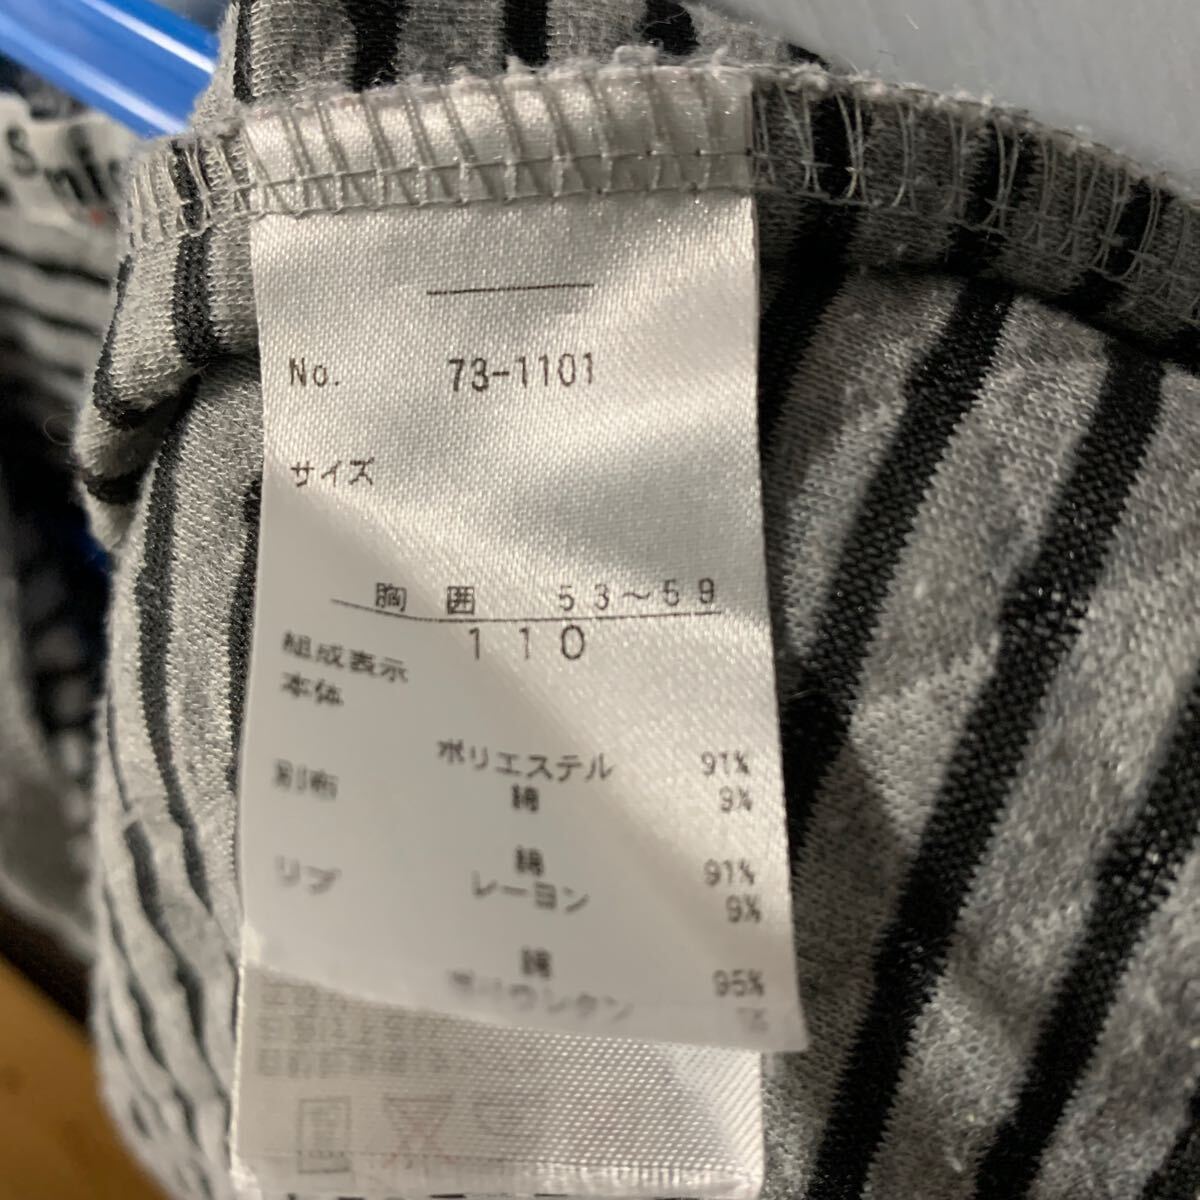 No. 73-1101
サイズ
胸 囲 53～59
110
組成表示
本体
ポリエステル 91%
綿 9%
別布
綿 91%
レーヨン 9%
リブ
綿 95%
ポリウレタン